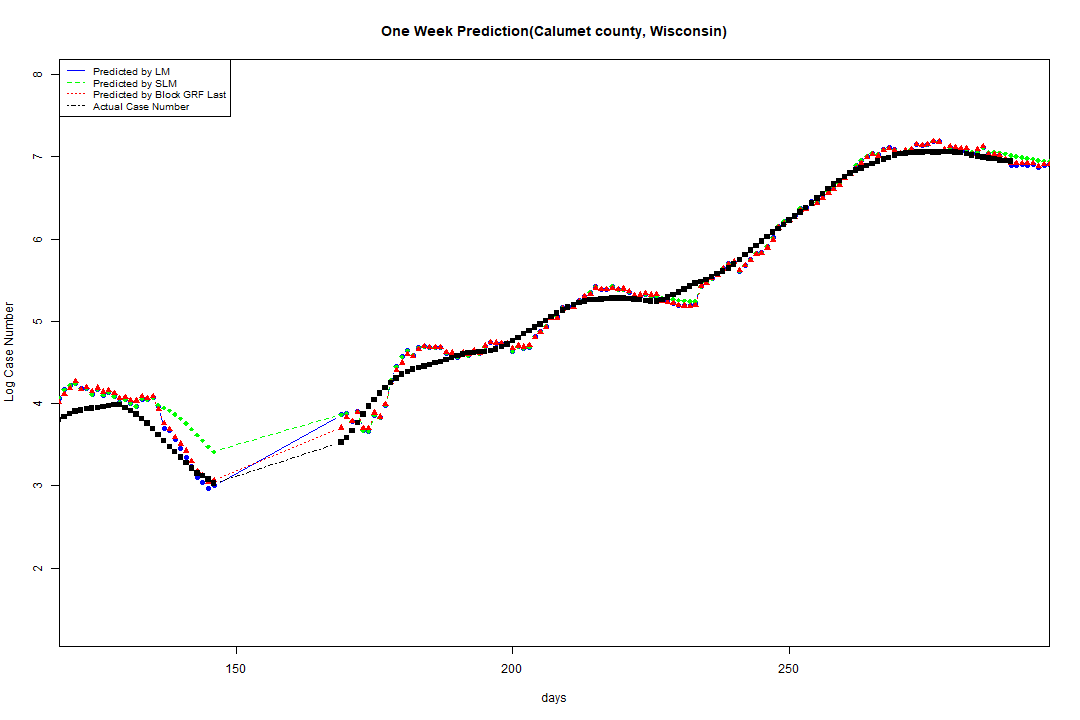 One Week Prediction(Calumet county, Wisconsin)
Predicted by LM
Predicted by SLM
Predicted by Block GRF Last
Actual Case Number
Log Case Number
8
7
6
5
4
3
2
150
200
250
days